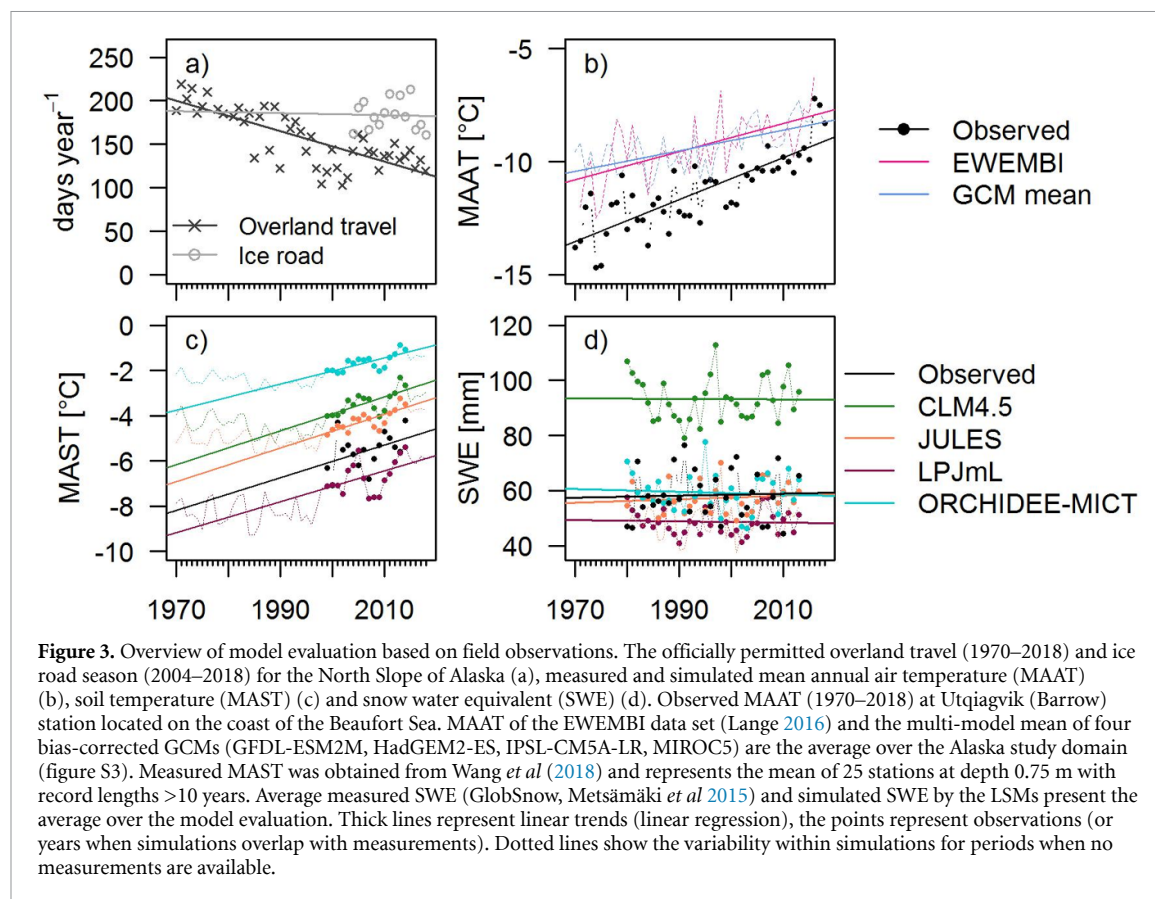 250
200
150
100
50
0
days year⁻¹
a)
Overland travel
Ice road
-5
-10
-15
MAAT [°C]
b)
Observed
EWEMBI
GCM mean
0
-2
-4
-6
-8
-10
MAST [°C]
c)
1970
1990
2010
120
100
80
60
40
SWE [mm]
d)
1970
1990
2010
Observed
CLM4.5
JULES
LPJmL
ORCHIDEE-MICT
Figure 3. Overview of model evaluation based on field observations. The officially permitted overland travel (1970–2018) and ice
road season (2004–2018) for the North Slope of Alaska (a), measured and simulated mean annual air temperature (MAAT)
(b), soil temperature (MAST) (c) and snow water equivalent (SWE) (d). Observed MAAT (1970–2018) at Utqiagvik (Barrow)
station located on the coast of the Beaufort Sea. MAAT of the EWEMBI data set (Lange 2016) and the multi-model mean of four
bias-corrected GCMs (GFDL-ESM2M, HadGEM2-ES, IPSL-CM5A-LR, MIROC5) are the average over the Alaska study domain
(figure S3). Measured MAST was obtained from Wang et al (2018) and represents the mean of 25 stations at depth 0.75 m with
record lengths >10 years. Average measured SWE (GlobSnow, Metsämäki et al 2015) and simulated SWE by the LSMs present the
average over the model evaluation. Thick lines represent linear trends (linear regression), the points represent observations (or
years when simulations overlap with measurements). Dotted lines show the variability within simulations for periods when no
measurements are available.